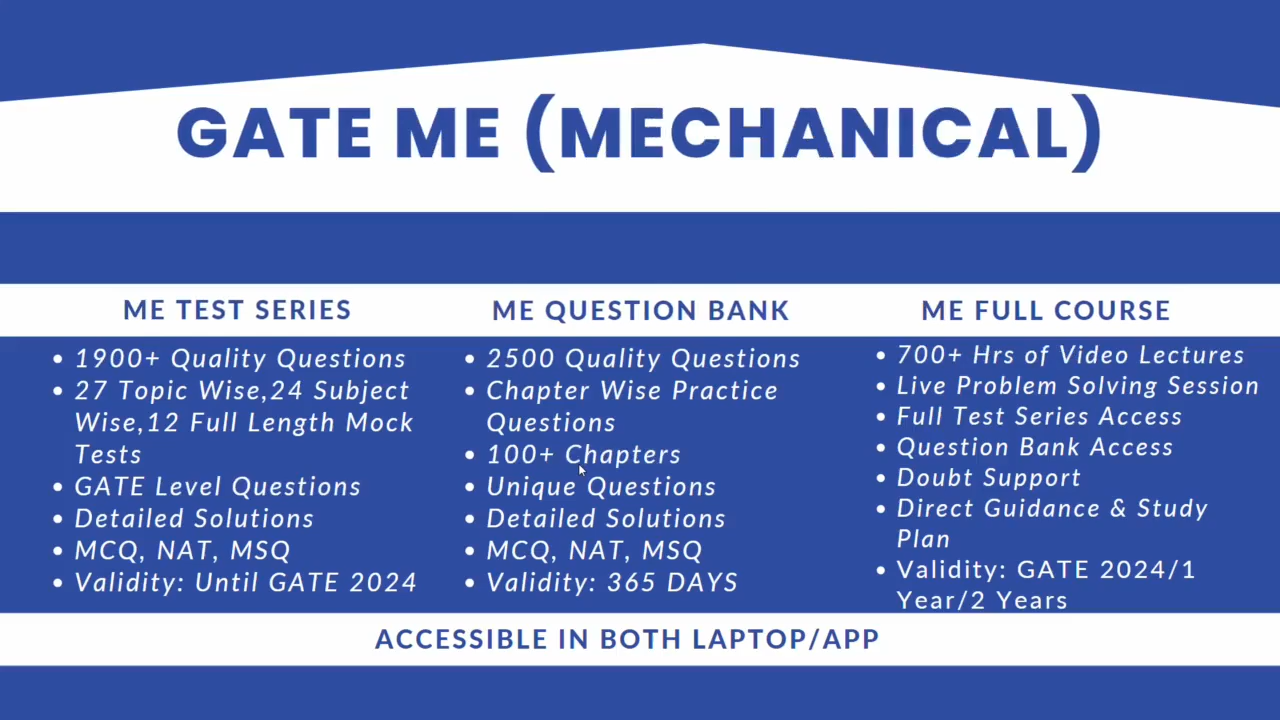 GATE ME (MECHANICAL)
ME TEST SERIES
• 1900+ Quality Questions
• 27 Topic Wise,24 Subject
Wise,12 Full Length Mock
Tests
• GATE Level Questions
• Detailed Solutions
• MCQ, NAT, MSQ
• Validity: Until GATE 2024
ME QUESTION BANK
• 2500 Quality Questions
• Chapter Wise Practice
Questions
• 100+ Chapters
• Unique Questions
• Detailed Solutions
• MCQ, NAT, MSQ
• Validity: 365 DAYS
ME FULL COURSE
• 700+ Hrs of Video Lectures
• Live Problem Solving Session
• Full Test Series Access
• Question Bank Access
• Doubt Support
• Direct Guidance & Study
Plan
• Validity: GATE 2024/1
Year/2 Years
ACCESSIBLE IN BOTH LAPTOP/APP